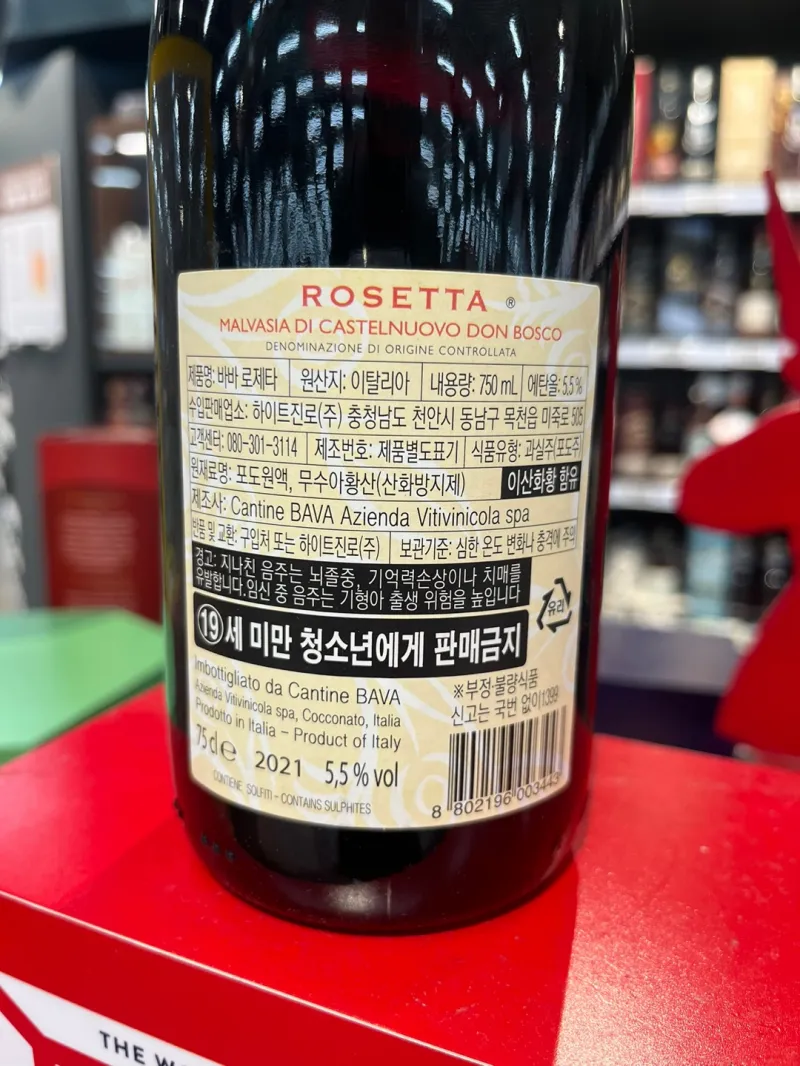 ROSETTA ®
MALVASIA DI CASTELNUOVO DON BOSCO
DENOMINAZIONE DI ORIGINE CONTROLLATA
제품명: 바바 로제타 원산지: 이탈리아 내용량: 750 mL 에탄올: 5.5 %
수입판매업소: 하이트진로(주) 충청남도 천안시 동남구 목천읍 미죽로 505
고객센터: 080-301-3114 제조번호: 제품별도표기 식품유형: 과실주(포도주)
원재료명: 포도원액, 무수아황산(산화방지제) 이산화황 함유
제조사: Cantine BAVA Azienda Vitivinicola spa
반품 및 교환: 구입처 또는 하이트진로(주) 보관기준: 심한 온도 변화나 충격에 주의
경고: 지나친 음주는 뇌졸중, 기억력손상이나 치매를
유발합니다. 임신 중 음주는 기형아 출생 위험을 높입니다
유리
19세 미만 청소년에게 판매금지
Imbottigliato da Cantine BAVA
Azienda Vitivinicola spa, Cocconato, Italia
Prodotto in Italia – Product of Italy
75 cl e 2021 5,5 % vol
CONTIENE SOLFITI - CONTAINS SULPHITES
※부정·불량식품
신고는 국번 없이1399
8 802196 003443
THE W